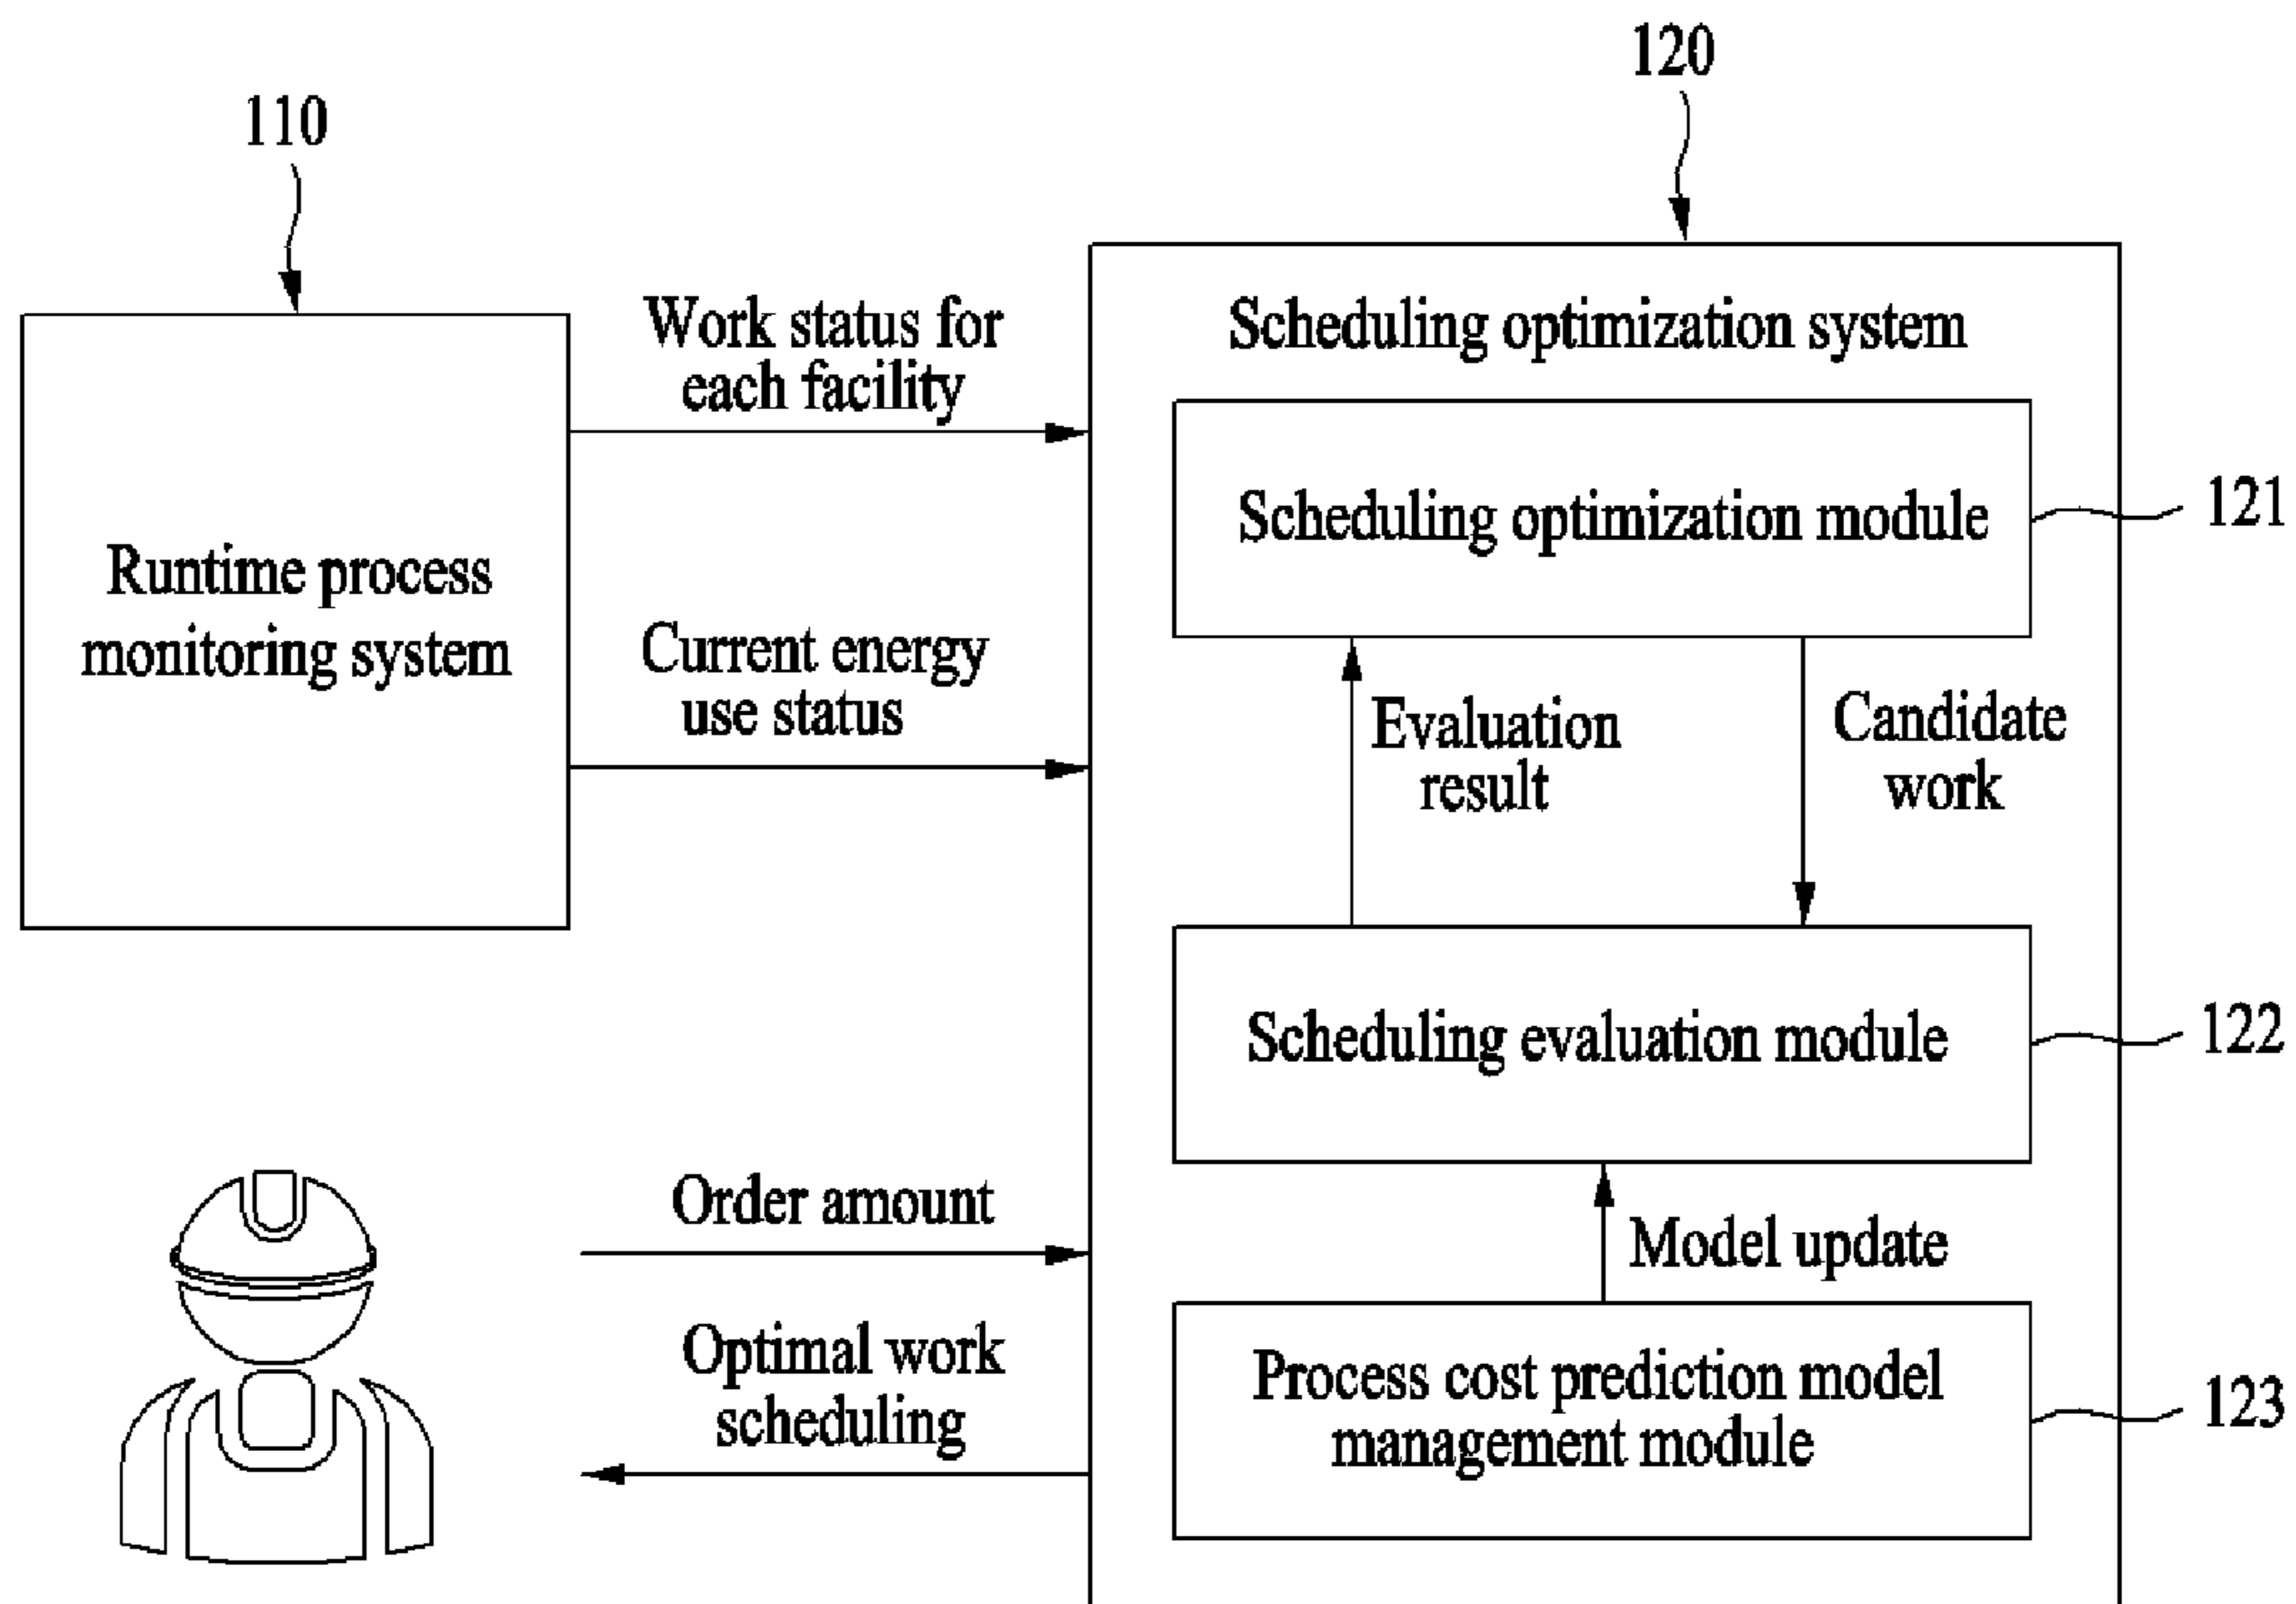 120
110
Work status for
each facility
Scheduling optimization system
Scheduling optimization module
121
Runtime process
monitoring system
Current energy
use status
Evaluation
result
Candidate
work
Scheduling evaluation module
122
Order amount
Model update
Optimal work
scheduling
Process cost prediction model
management module
123